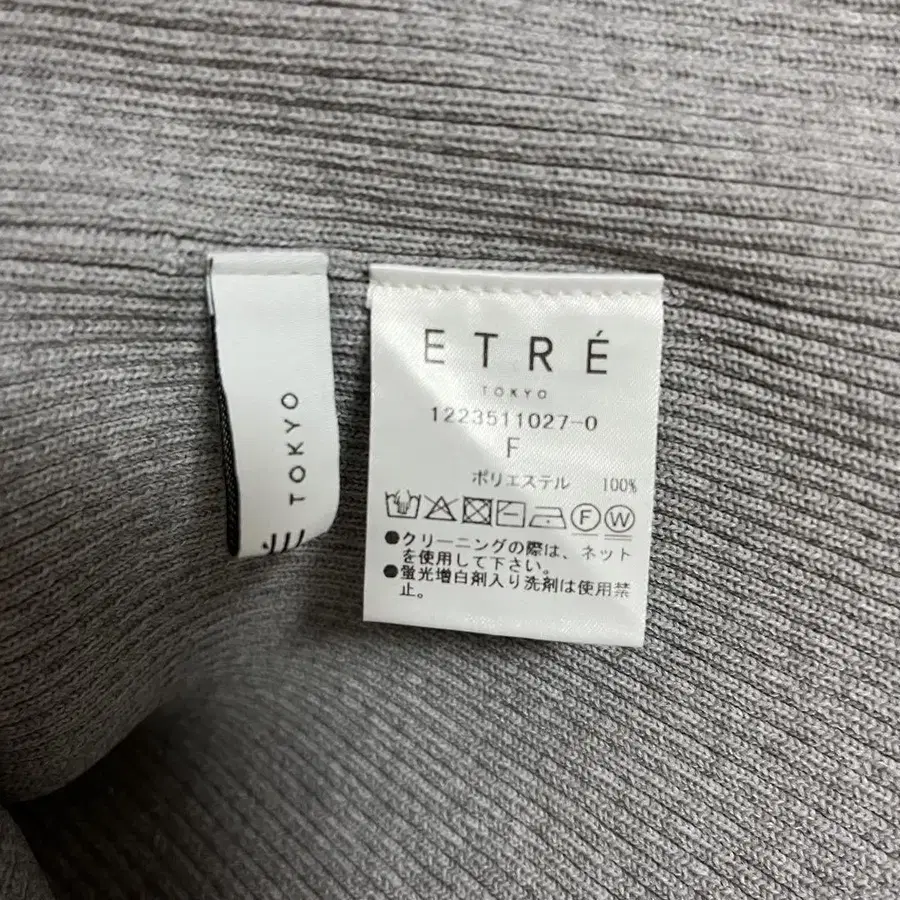 TOKYO
ETRÉ
TOKYO
1223511027-0
F
ポリエステル 100%
F W
●クリーニングの際は、ネット
を使用して下さい。
●蛍光増白剤入り洗剤は使用禁
止。